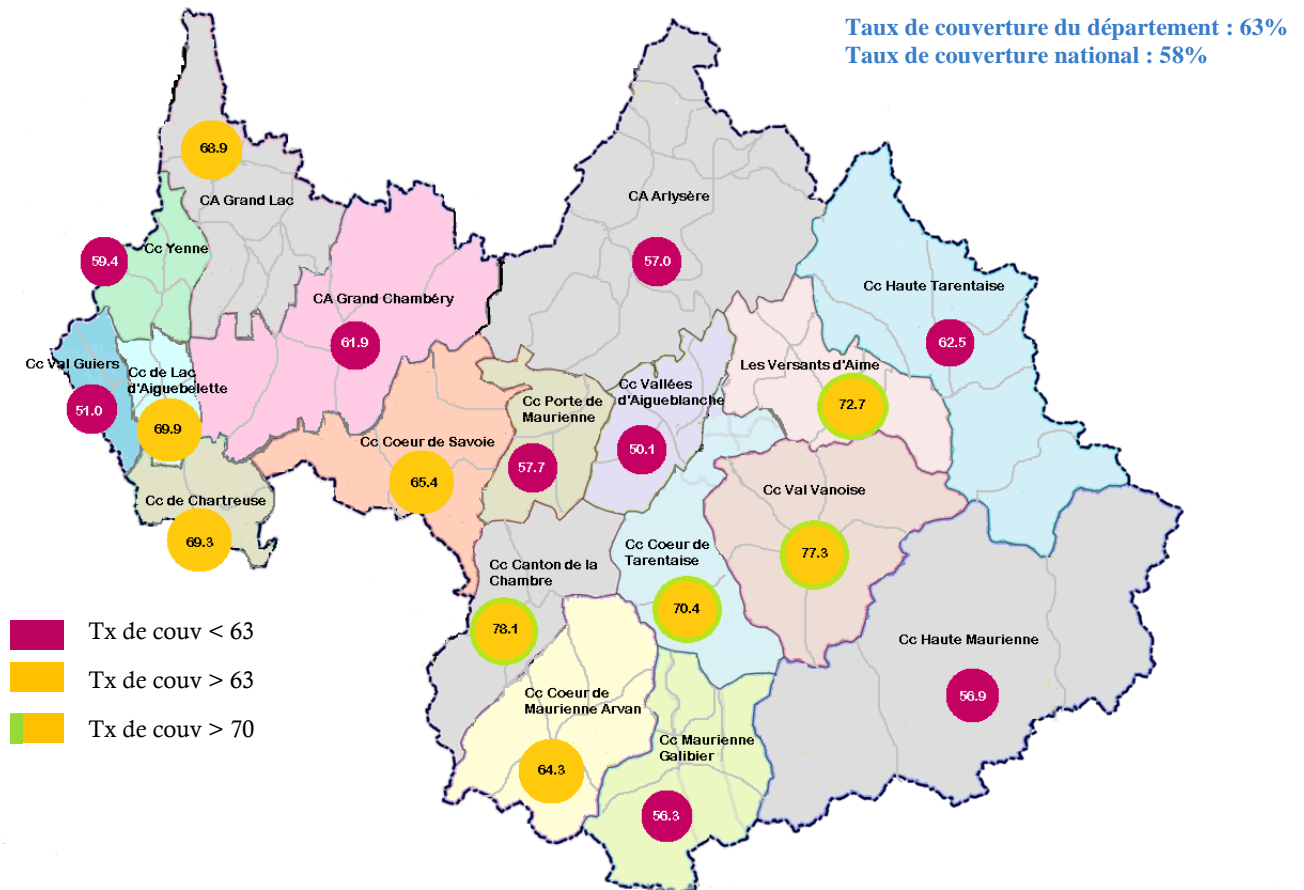 Taux de couverture du département : 63%
Taux de couverture national : 58%
68.9
CA Grand Lac
CA Arlysère
Cc Yenne
59.4
57.0
Cc Haute Tarentaise
CA Grand Chambéry
61.9
62.5
Cc Val Guiers
Cc de Lac
d'Aiguebelette
51.0
69.9
Les Versants d'Aime
72.7
Cc Vallées
d'Aigueblanche
50.1
Cc Porte de
Maurienne
57.7
Cc Coeur de Savoie
65.4
Cc de Chartreuse
69.3
Cc Val Vanoise
77.3
Cc Coeur de
Tarentaise
70.4
Cc Canton de la
Chambre
78.1
Cc Haute Maurienne
56.9
Cc Coeur de
Maurienne Arvan
64.3
Cc Maurienne
Galibier
56.3
Tx de couv < 63
Tx de couv > 63
Tx de couv > 70